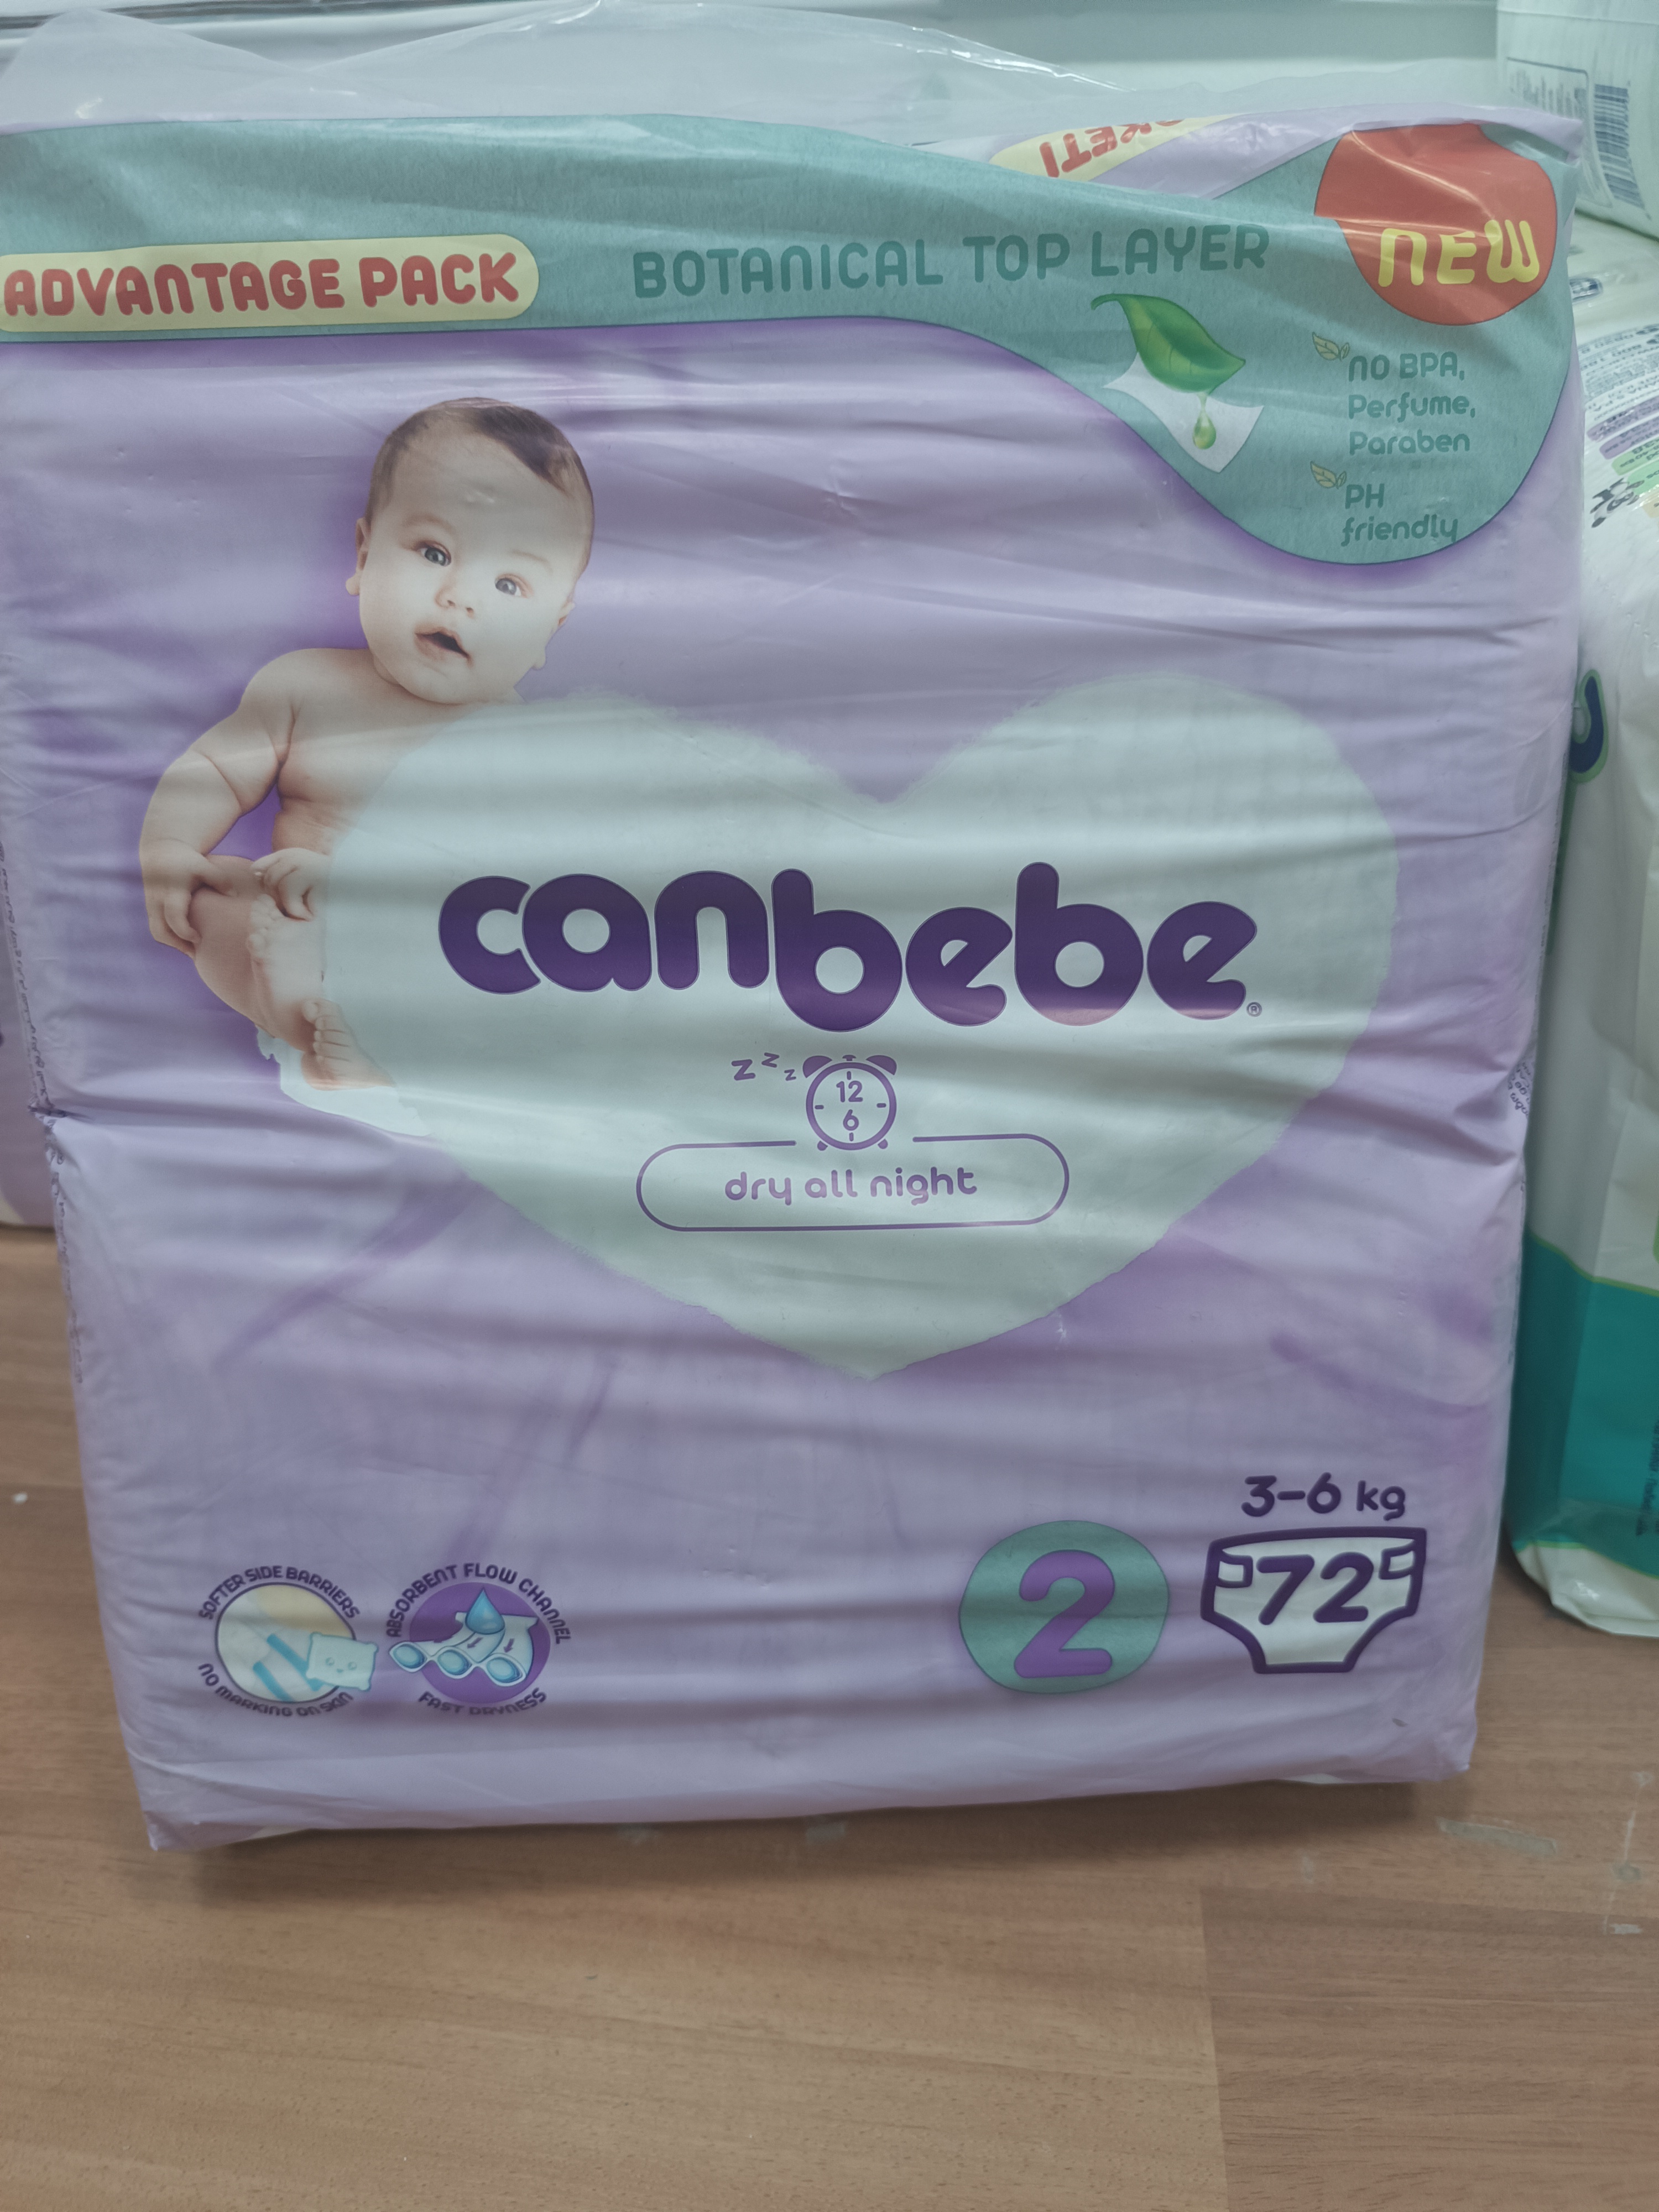 ADVANTAGE PACK
BOTANICAL TOP LAYER
NEW
no BPA,
Perfume,
Paraben
PH
friendly
canbebe®
z z z
12
6
dry all night
3-6 kg
2
72
SOFTER SIDE BARRIERS
NO MARKING ON SKIN
ABSORBENT FLOW CHANNEL
FAST DRYNESS